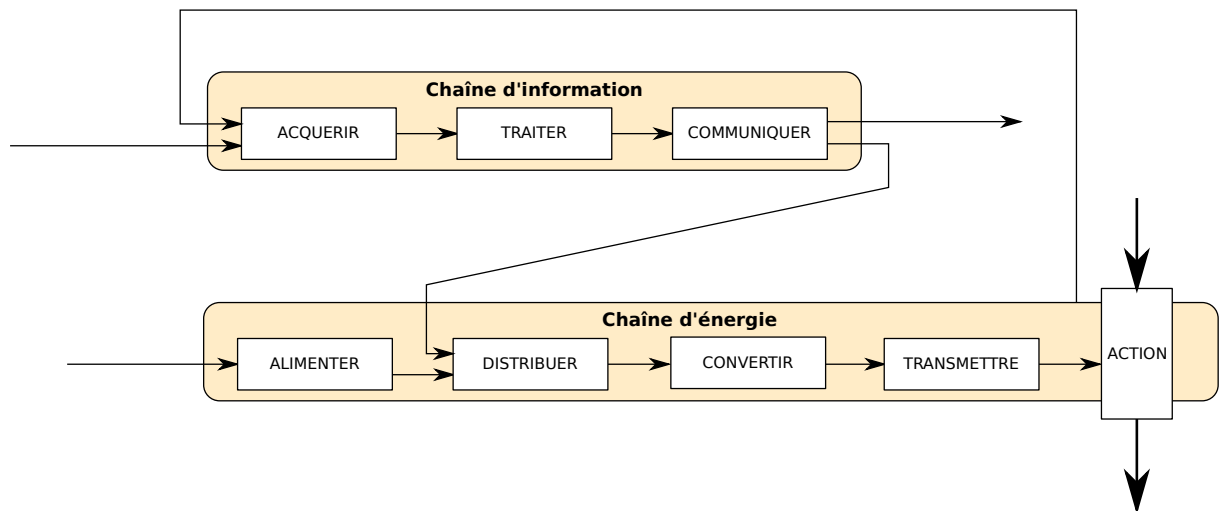 Chaîne d'information
ACQUERIR
TRAITER
COMMUNIQUER
Chaîne d'énergie
ALIMENTER
DISTRIBUER
CONVERTIR
TRANSMETTRE
ACTION